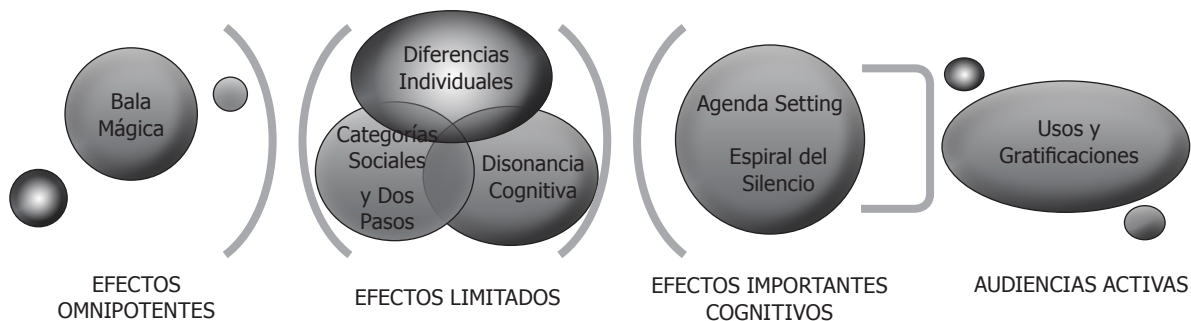 Bala
Mágica
EFECTOS
OMNIPOTENTES
Diferencias
Individuales
Categorías
Sociales
y Dos
Pasos
Disonancia
Cognitiva
EFECTOS LIMITADOS
Agenda Setting
Espiral del
Silencio
EFECTOS IMPORTANTES
COGNITIVOS
Usos y
Gratificaciones
AUDIENCIAS ACTIVAS